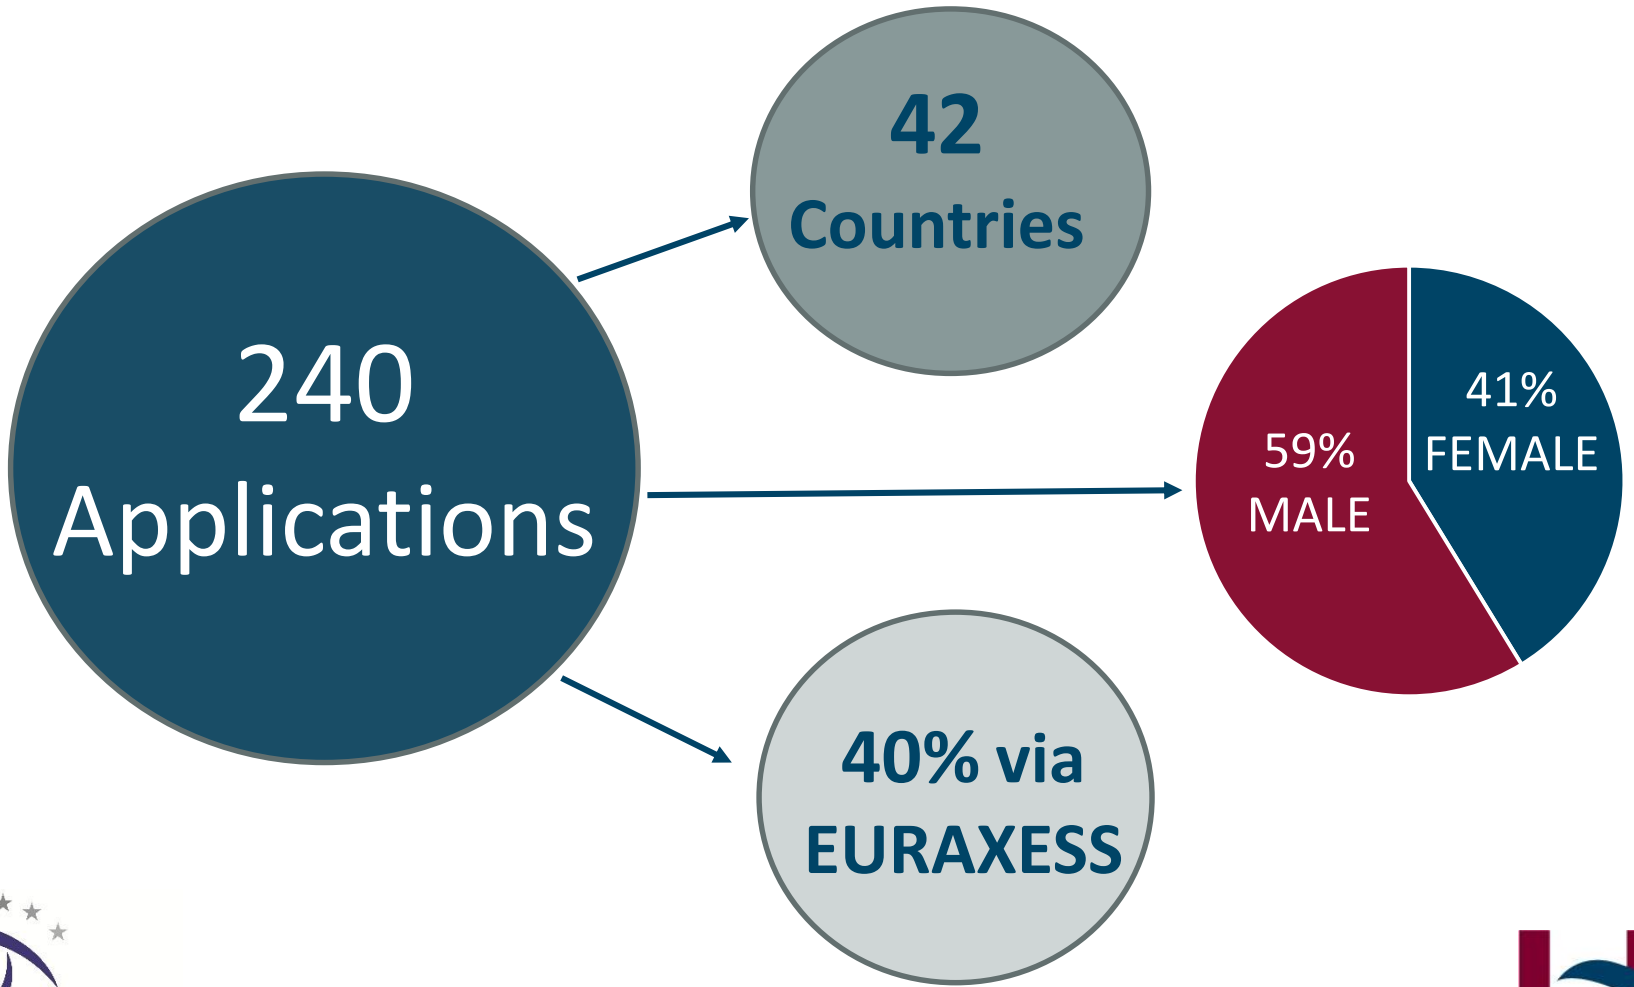 240
Applications
42
Countries
59%
MALE
41%
FEMALE
40% via
EURAXESS